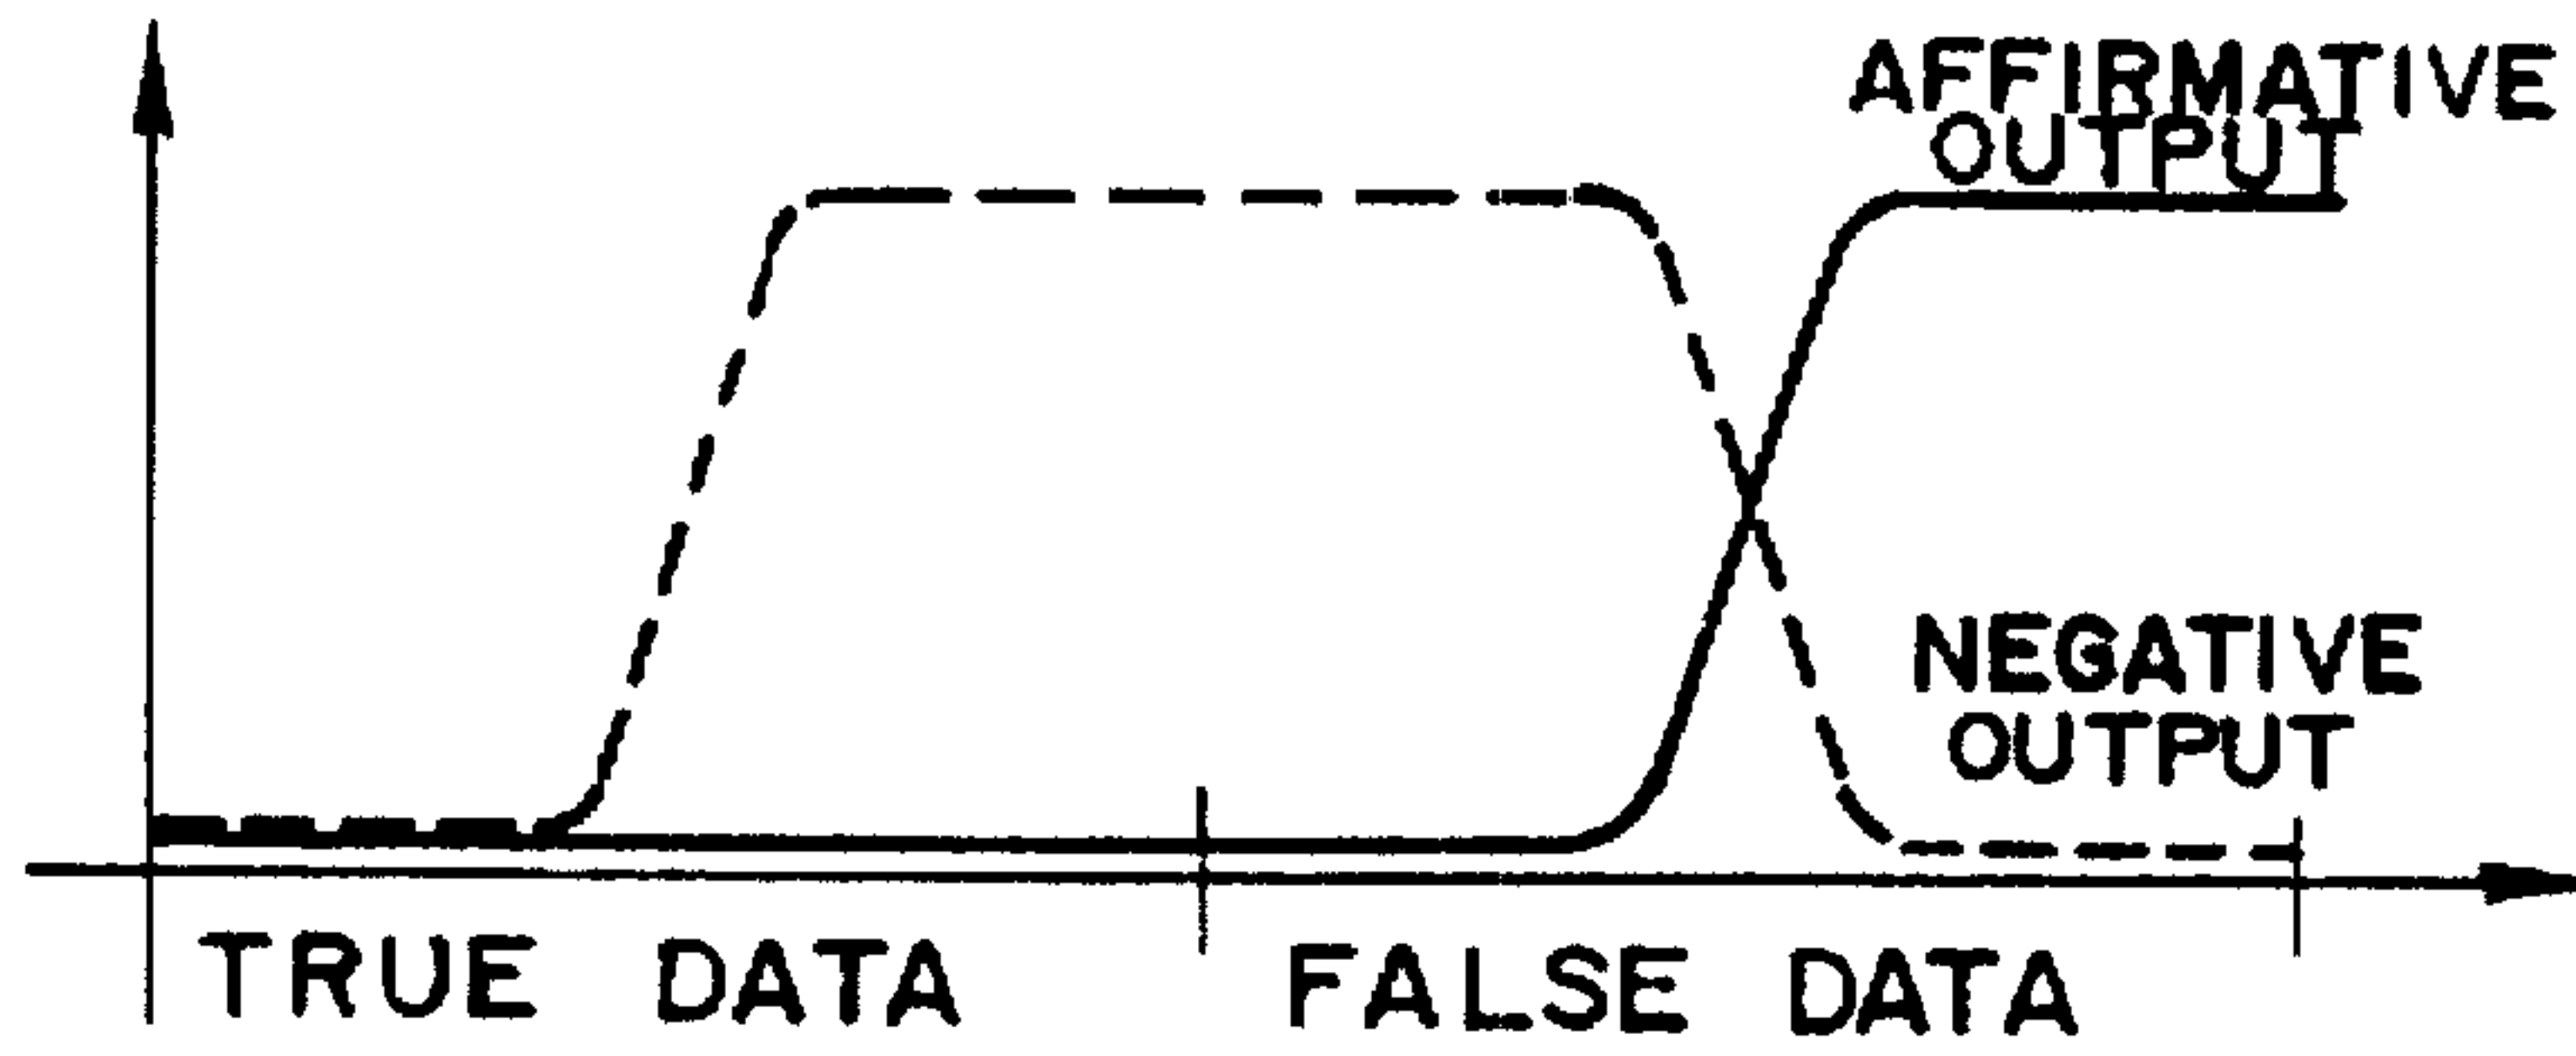 AFFIRMATIVE
OUTPUT
NEGATIVE
OUTPUT
TRUE DATA
FALSE DATA